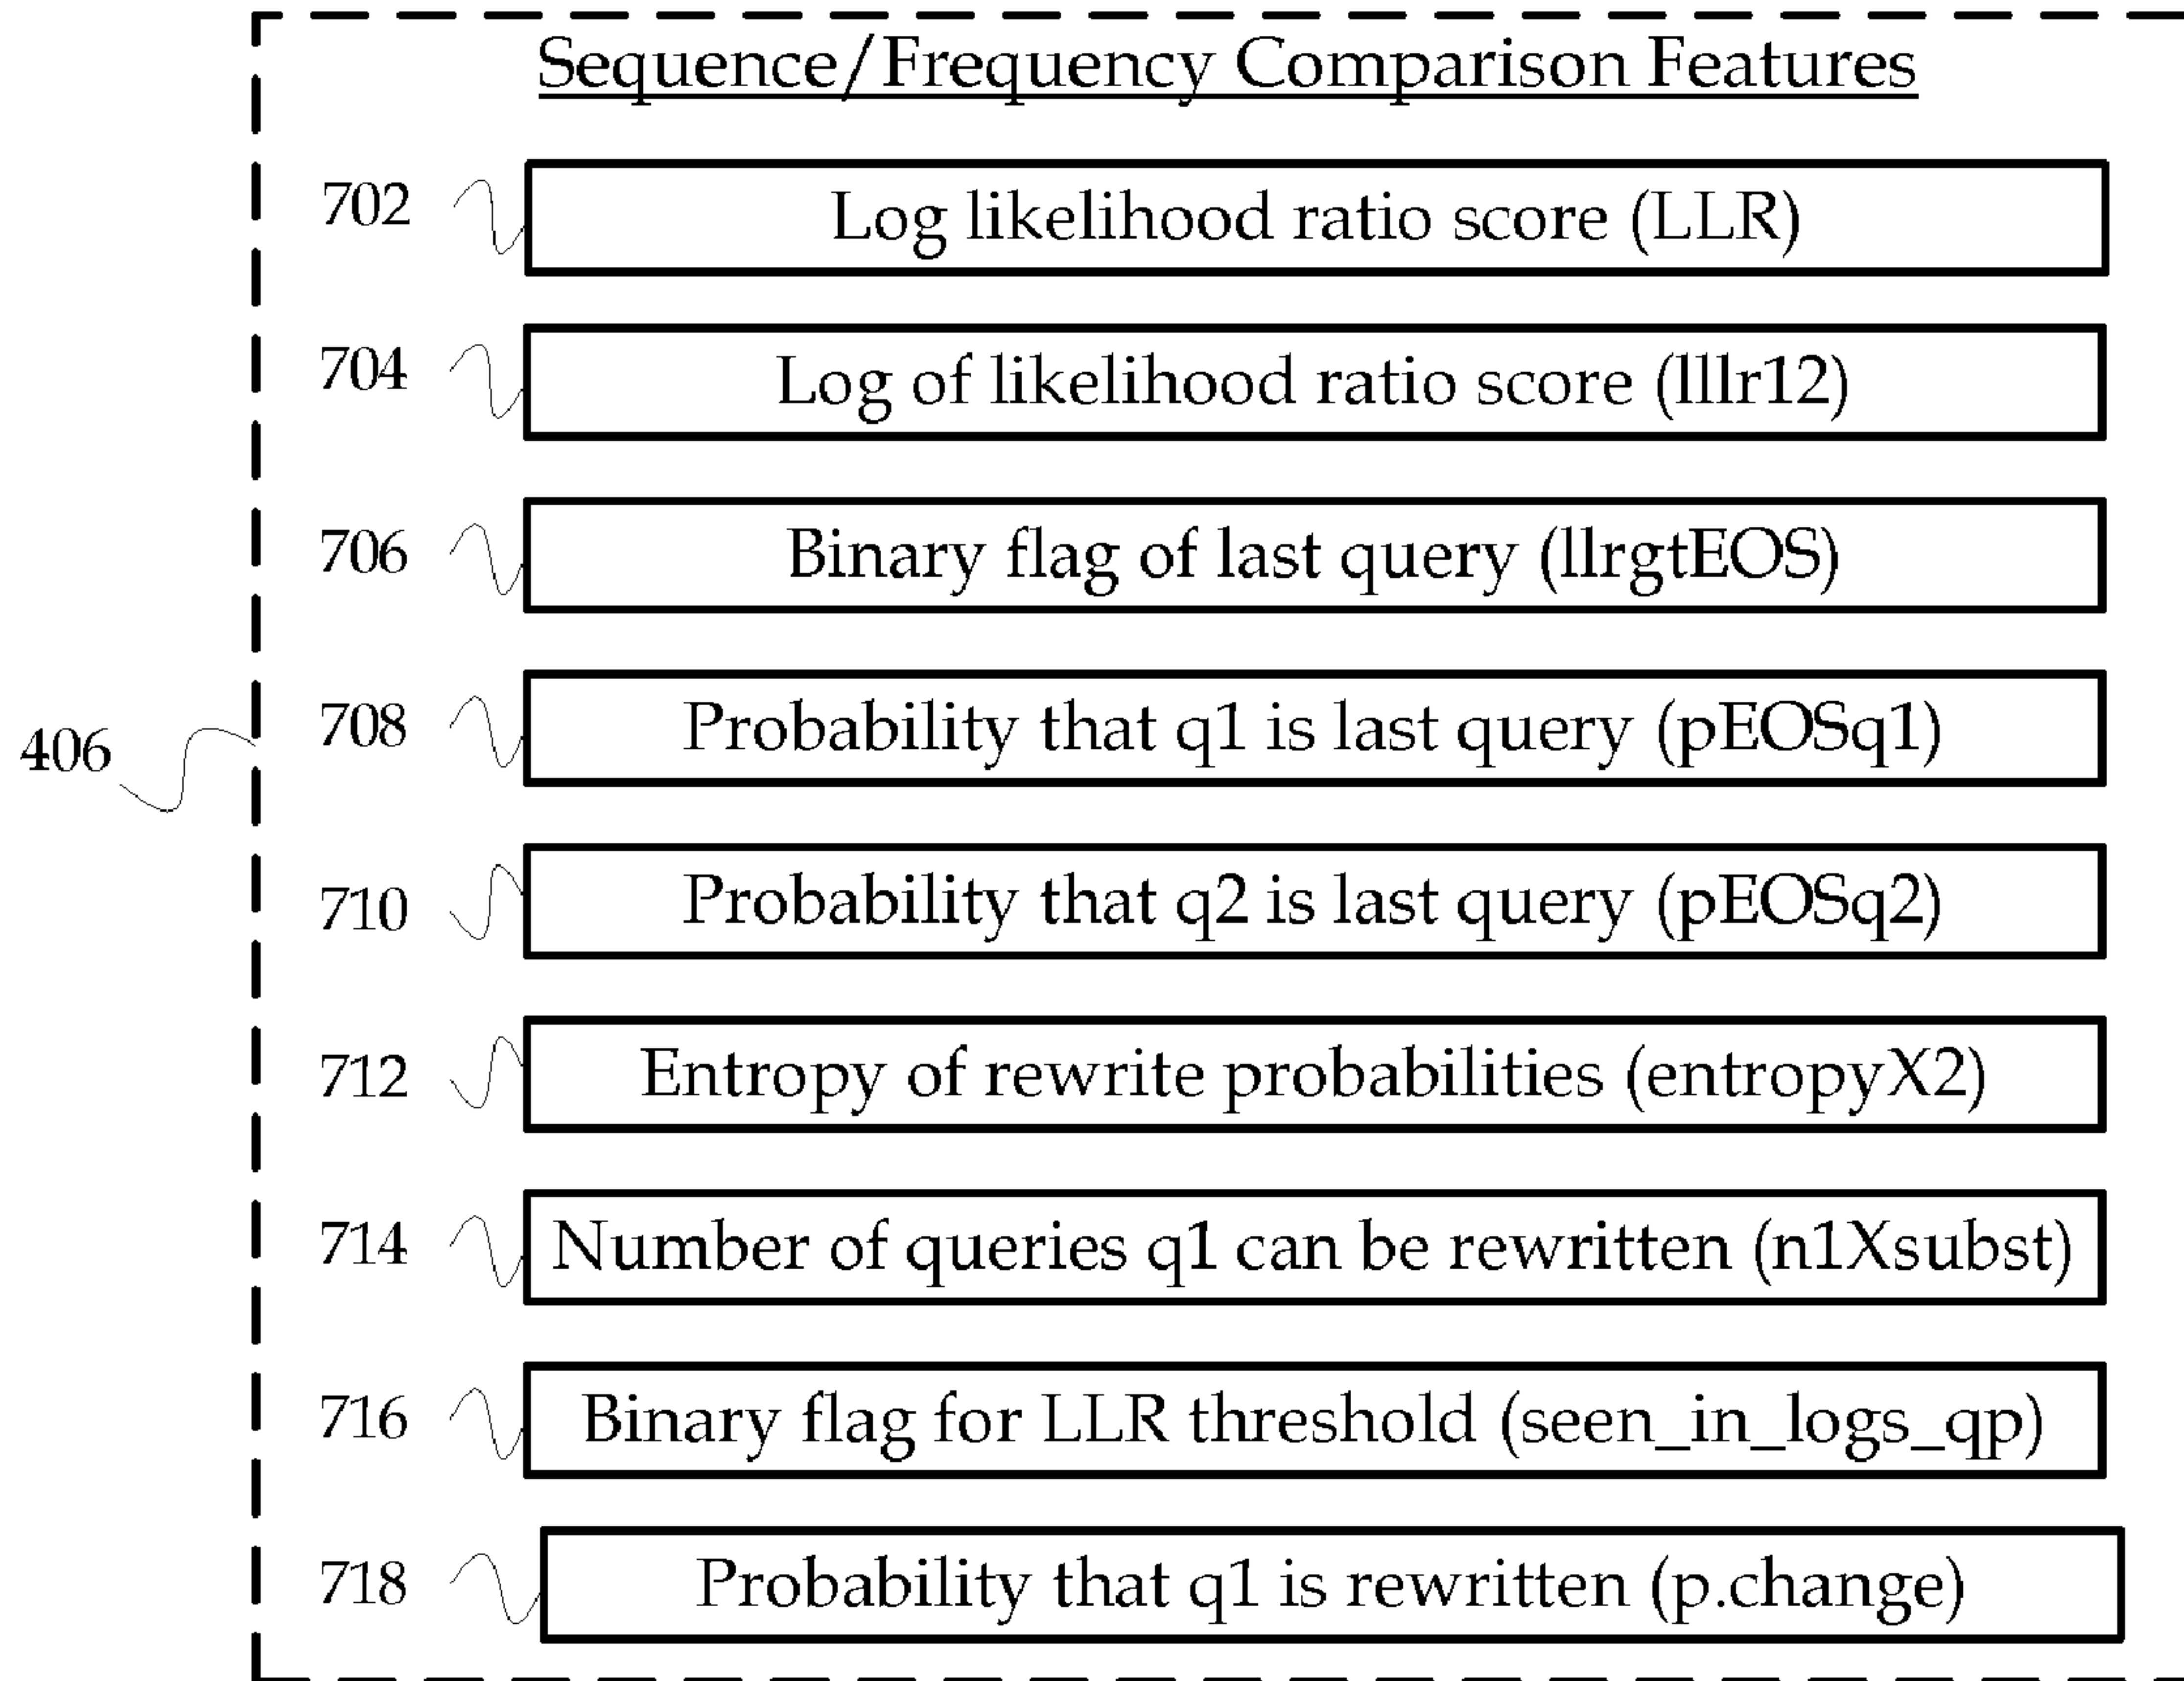 Sequence/Frequency Comparison Features
702 Log likelihood ratio score (LLR)
704 Log of likelihood ratio score (lllr12)
706 Binary flag of last query (llrgtEOS)
708 Probability that q1 is last query (pEOSq1)
406
710 Probability that q2 is last query (pEOSq2)
712 Entropy of rewrite probabilities (entropyX2)
714 Number of queries q1 can be rewritten (n1Xsubst)
716 Binary flag for LLR threshold (seen_in_logs_qp)
718 Probability that q1 is rewritten (p.change)